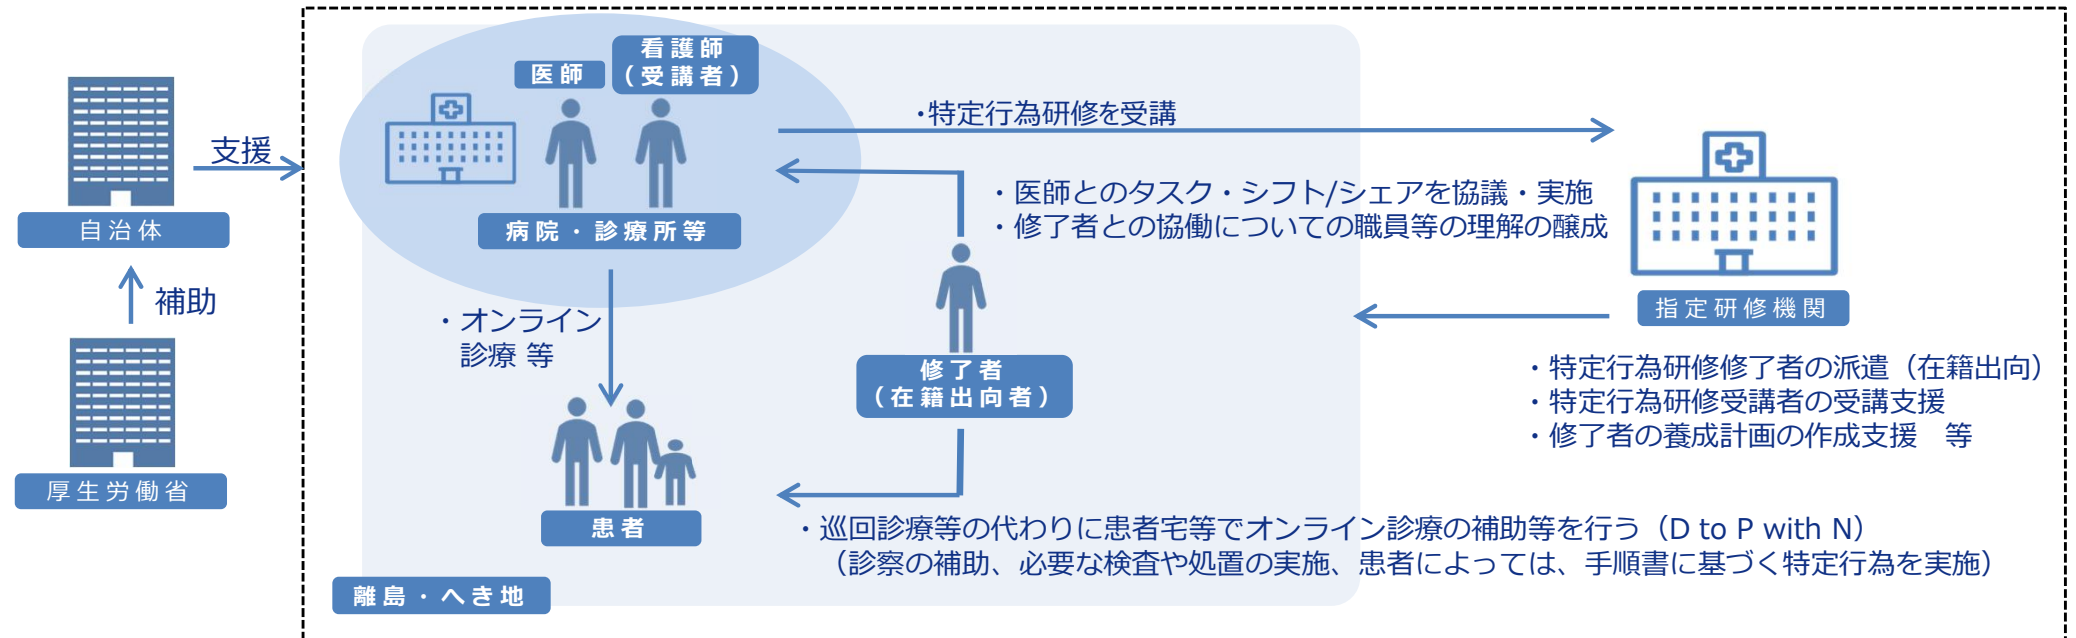 医師
看護師
（受講者）
・特定行為研修を受講
支援
・医師とのタスク・シフト/シェアを協議・実施
・修了者との協働についての職員等の理解の醸成
自治体
病院・診療所等
補助
・オンライン
診療 等
指定研修機関
修了者
（在籍出向者）
・特定行為研修修了者の派遣（在籍出向）
・特定行為研修受講者の受講支援
・修了者の養成計画の作成支援　等
厚生労働省
患者
・巡回診療等の代わりに患者宅等でオンライン診療の補助等を行う（D to P with N）
（診察の補助、必要な検査や処置の実施、患者によっては、手順書に基づく特定行為を実施）
離島・へき地